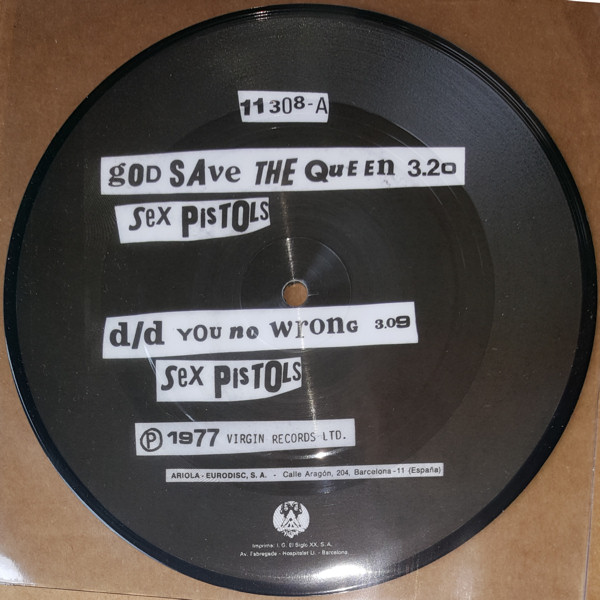 11308-A
goD SAve THE QuEEn 3.20
SeX PiSTOLS
d/d YOU no wronG 3.09
SeX PiSTOLS
Ⓟ 1977 VIRGIN RECORDS LTD.
ARIOLA - EURODISC, S. A. - Calle Aragón, 204, Barcelona-11 (España)
Imprime: I. G. El Siglo XX, S. A.
Av. Fabregada - Hospitalet Ll. - Barcelona